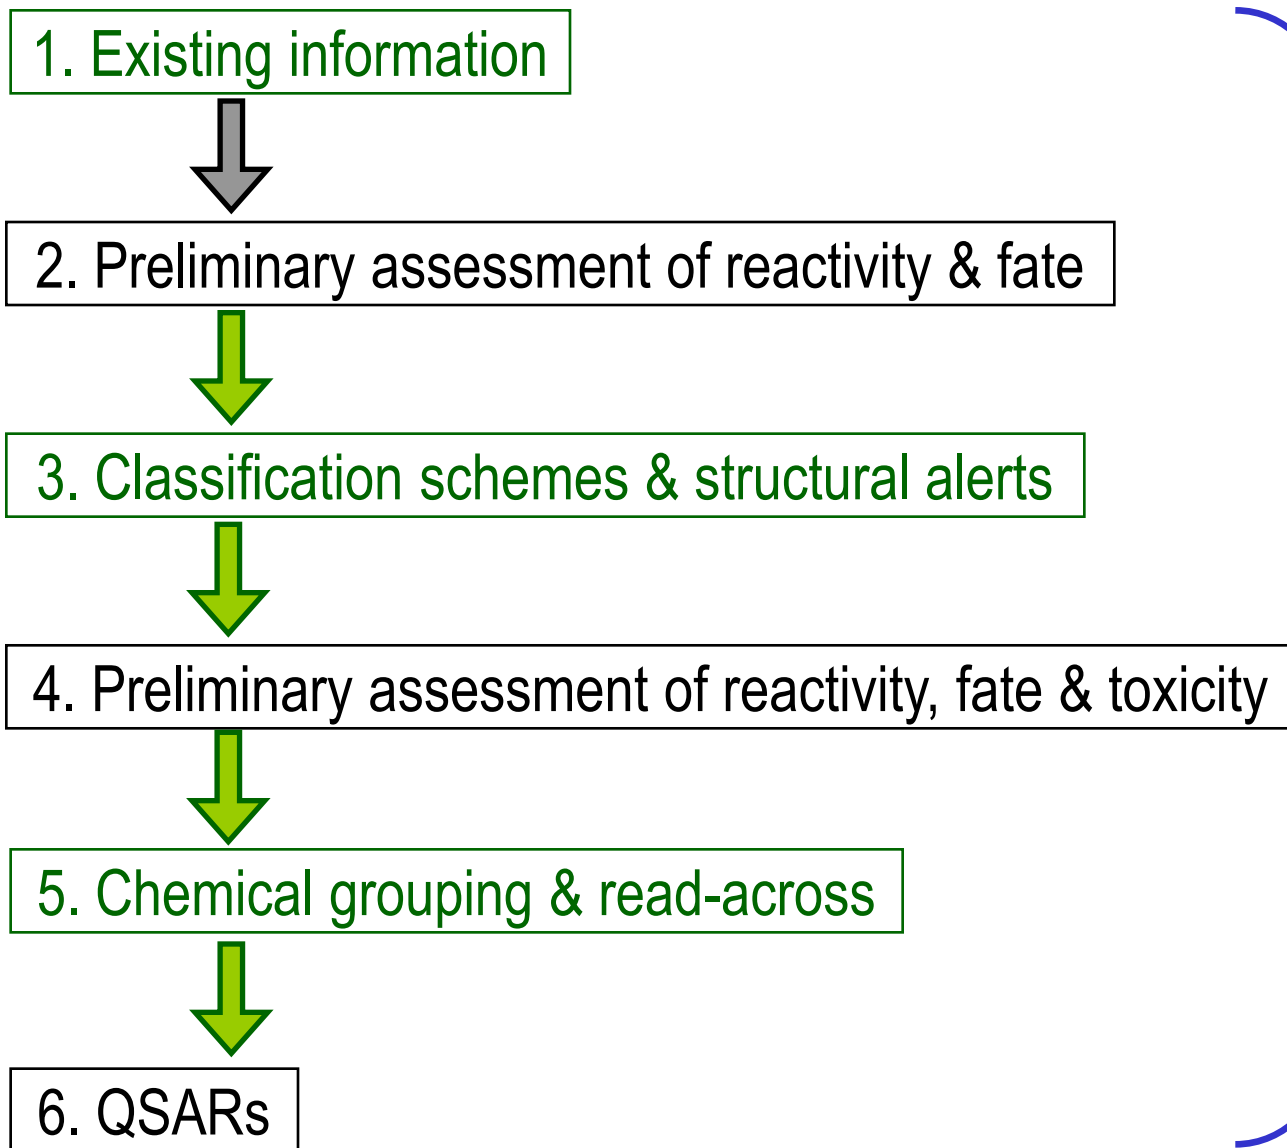 1. Existing information
2. Preliminary assessment of reactivity & fate
3. Classification schemes & structural alerts
4. Preliminary assessment of reactivity, fate & toxicity
5. Chemical grouping & read-across
6. QSARs